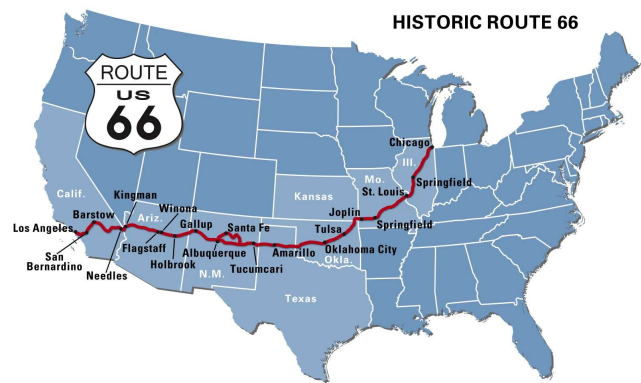 HISTORIC ROUTE 66
ROUTE
US
66
Chicago
Ill.
Mo.
Springfield
St. Louis
Calif.
Kingman
Kansas
Winona
Ariz.
Joplin
Barstow
Gallup
Santa Fe
Springfield
Tulsa
Los Angeles
Flagstaff
Albuquerque
Oklahoma City
San
Bernardino
Holbrook
Amarillo
Okla.
Needles
N.M.
Tucumcari
Texas